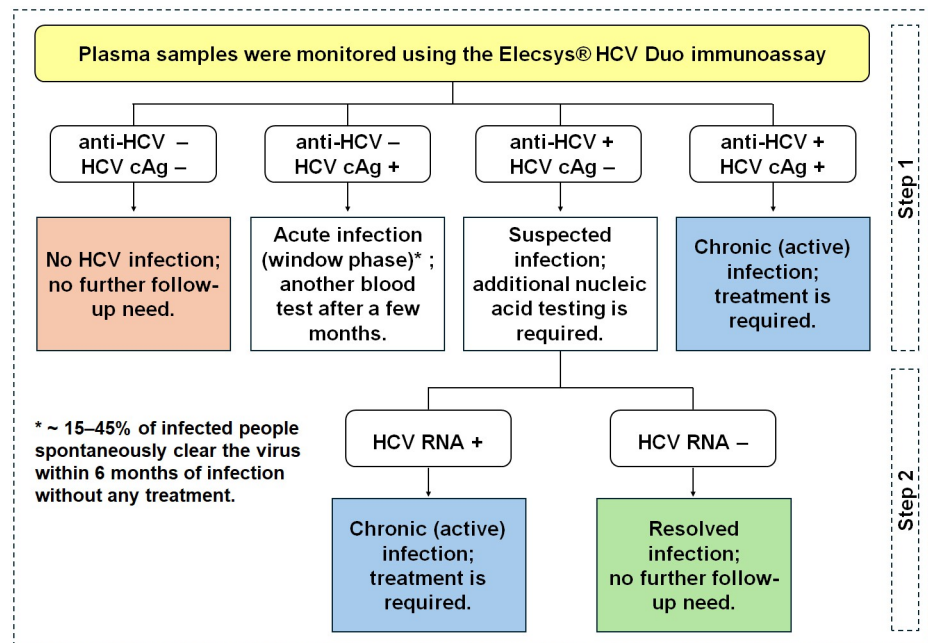 Plasma samples were monitored using the Elecsys® HCV Duo immunoassay
anti-HCV –
HCV cAg –
anti-HCV –
HCV cAg +
anti-HCV +
HCV cAg –
anti-HCV +
HCV cAg +
Step 1
No HCV infection;
no further follow-
up need.
Acute infection
(window phase)* ;
another blood
test after a few
months.
Suspected
infection;
additional nucleic
acid testing is
required.
Chronic (active)
infection;
treatment is
required.
* ~ 15–45% of infected people
spontaneously clear the virus
within 6 months of infection
without any treatment.
HCV RNA +
HCV RNA –
Step 2
Chronic (active)
infection;
treatment is
required.
Resolved
infection;
no further follow-
up need.